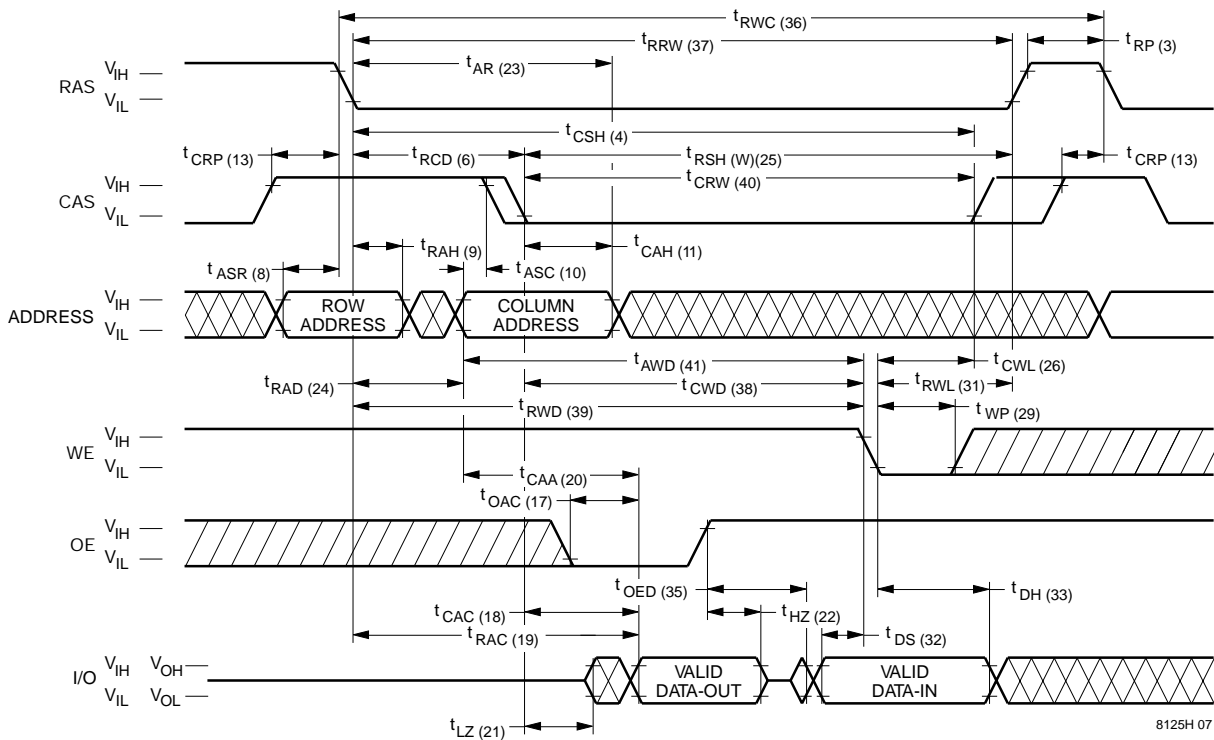 tRWC (36)
tRRW (37)
tRP (3)
tAR (23)
RAS
VIH
VIL
tCSH (4)
tCRP (13)
tRCD (6)
tRSH (W)(25)
tCRP (13)
tCRW (40)
CAS
VIH
VIL
tRAH (9)
tCAH (11)
tASR (8)
tASC (10)
ADDRESS
VIH
VIL
ROW
ADDRESS
COLUMN
ADDRESS
tAWD (41)
tCWL (26)
tRAD (24)
tCWD (38)
tRWL (31)
tRWD (39)
tWP (29)
WE
VIH
VIL
tCAA (20)
tOAC (17)
OE
VIH
VIL
tOED (35)
tDH (33)
tCAC (18)
tHZ (22)
tRAC (19)
tDS (32)
I/O
VIH VOH
VIL VOL
VALID
DATA-OUT
VALID
DATA-IN
tLZ (21)
8125H 07